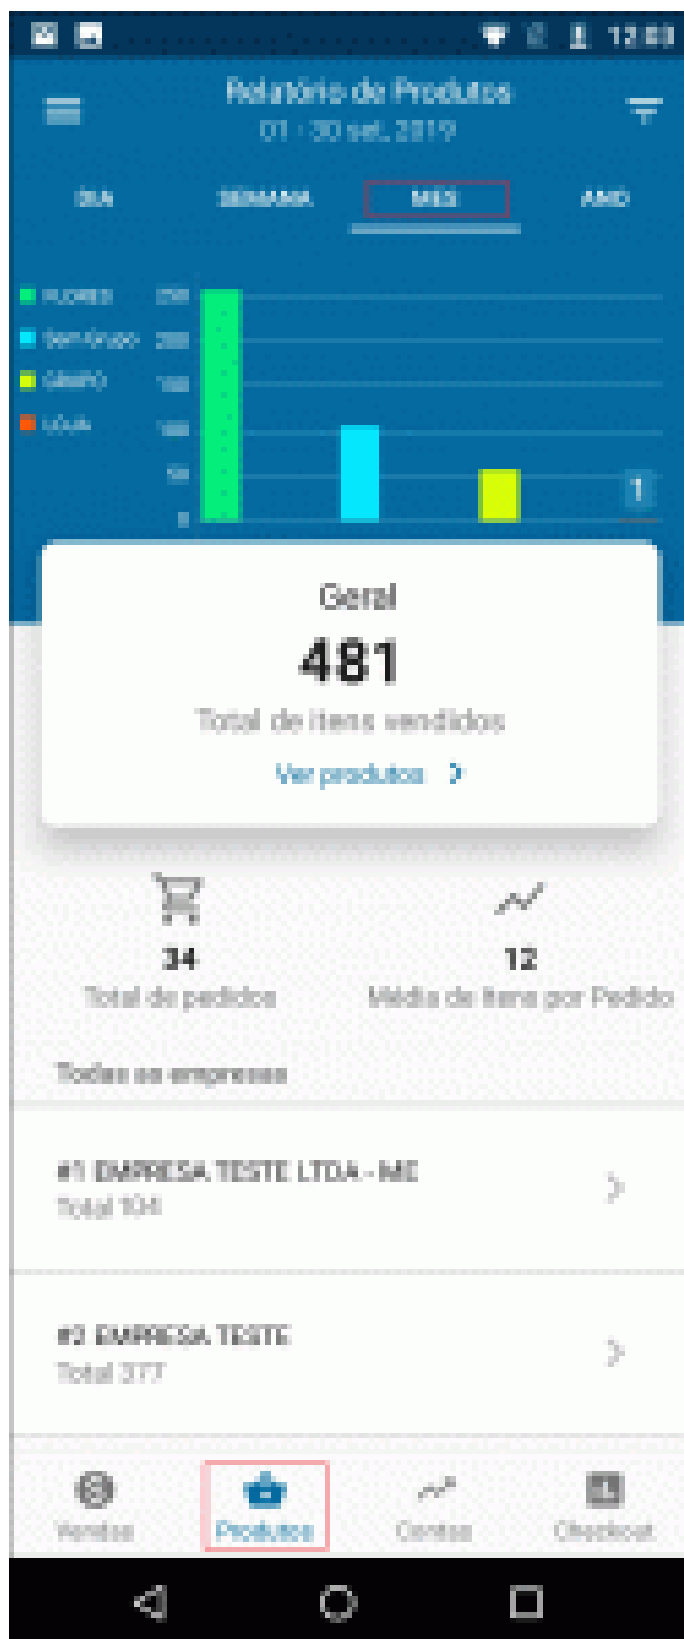 12:03
Relatório de Produtos
01 - 30 set. 2019
DIA SEMANA MÊS ANO
FLORES 250
Sem Grupo 200
GRUPO 150
LOJA 100
50
0
1
Geral
481
Total de itens vendidos
Ver produtos
34 12
Total de pedidos Média de Itens por Pedido
Todas as empresas
#1 EMPRESA TESTE LTDA - ME
Total 104
#2 EMPRESA TESTE
Total 377
Vendas Produtos Contas Checkout